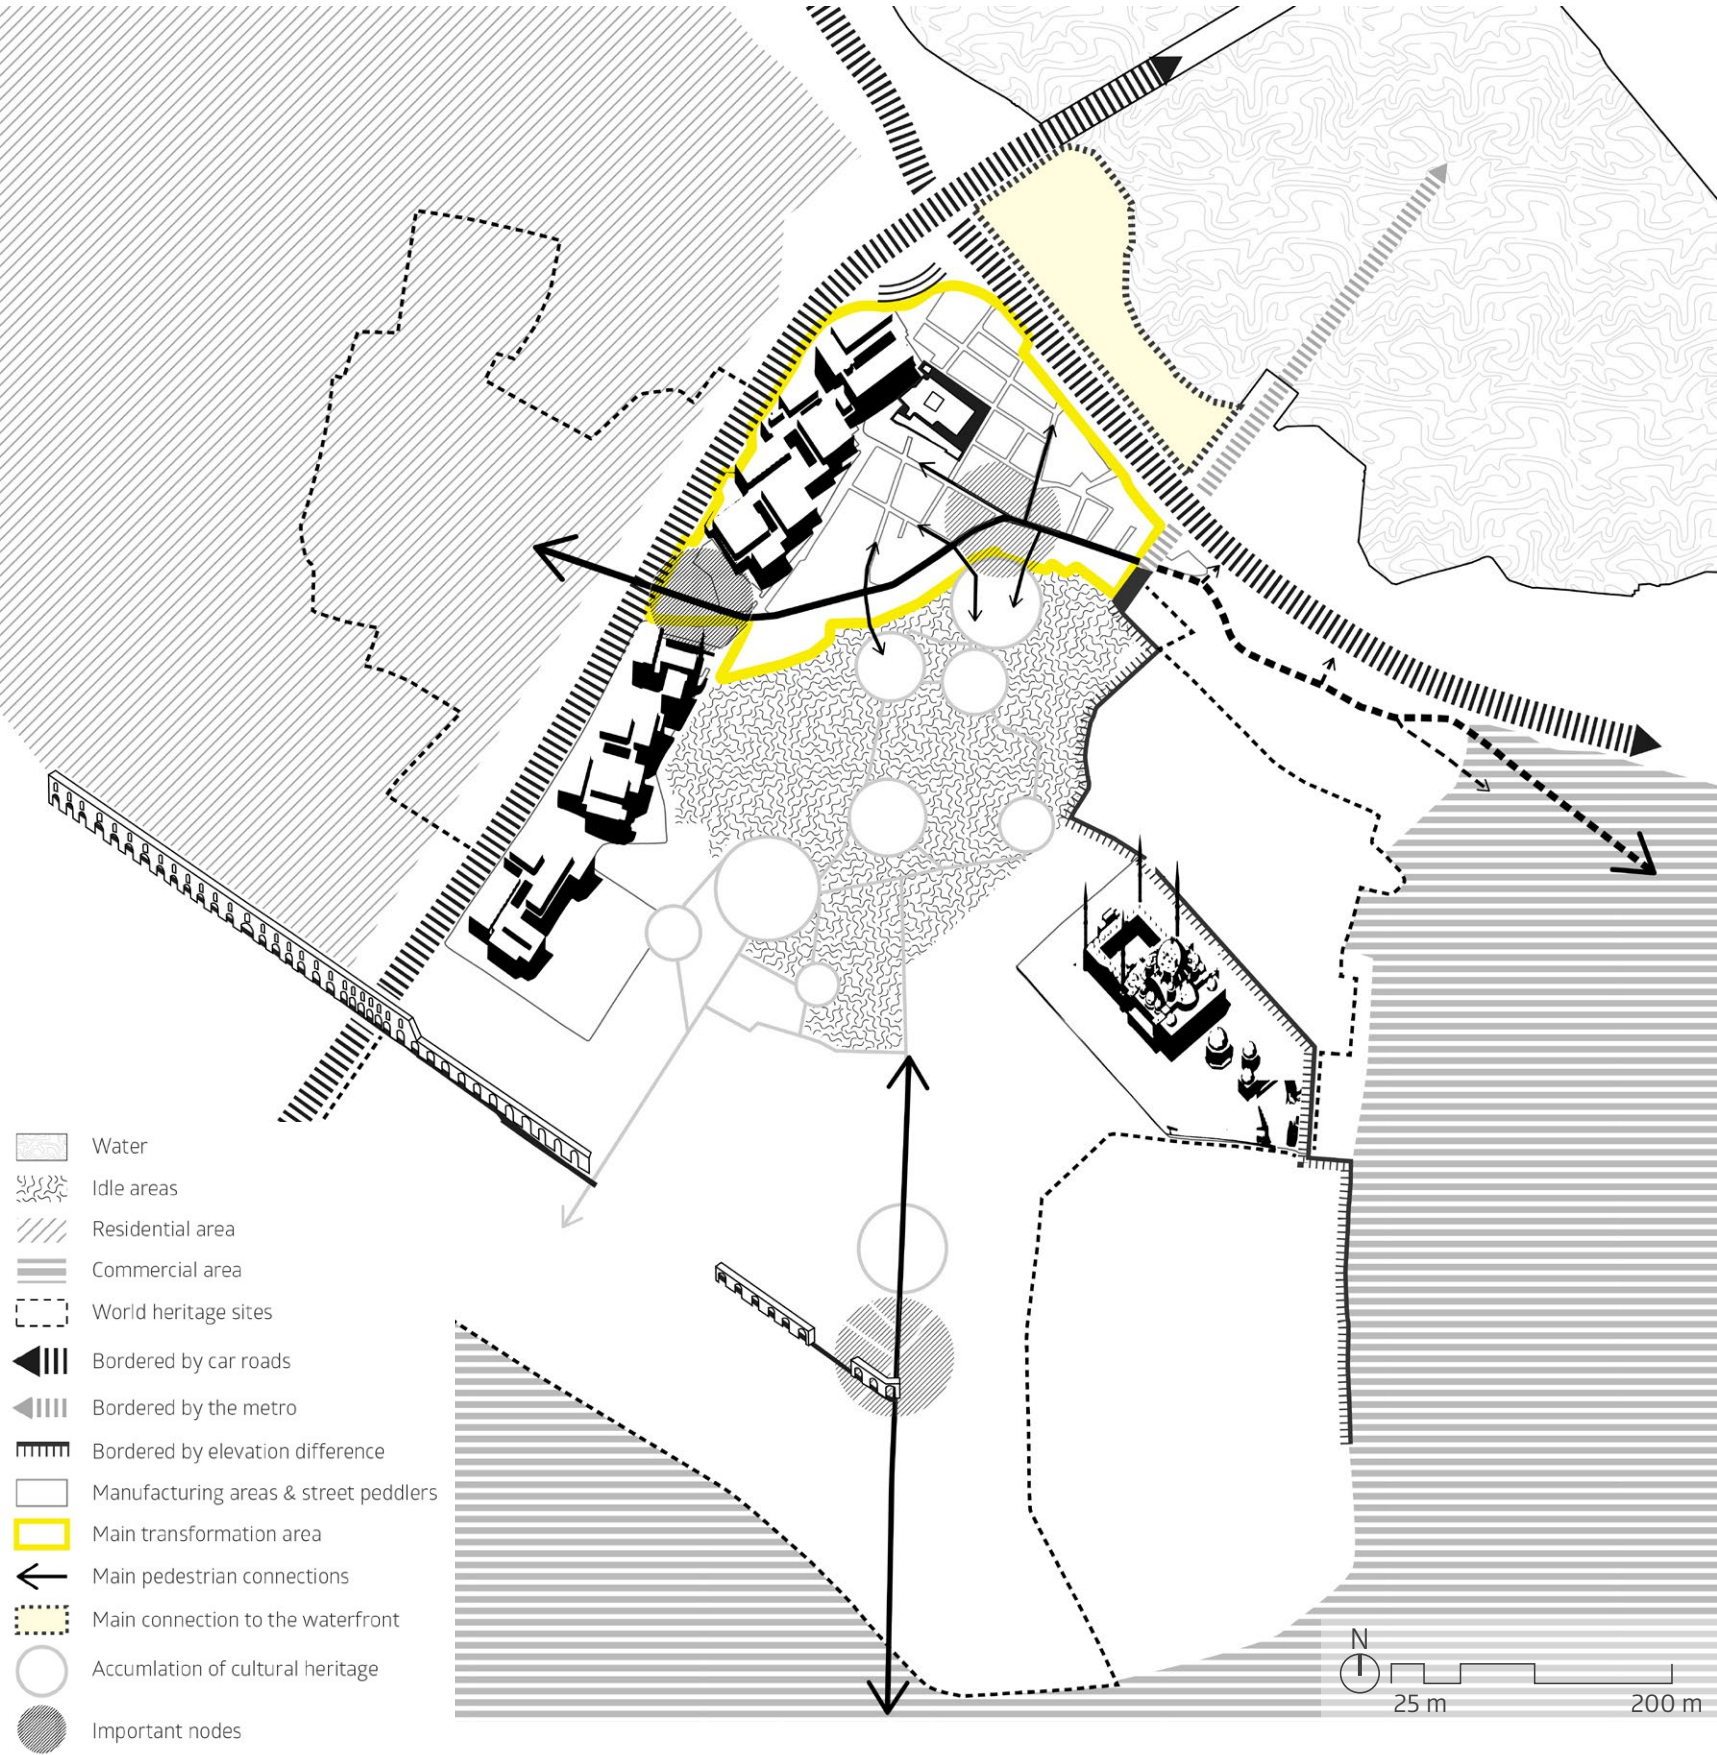 Water
Idle areas
Residential area
Commercial area
World heritage sites
Bordered by car roads
Bordered by the metro
Bordered by elevation difference
Manufacturing areas & street peddlers
Main transformation area
Main pedestrian connections
Main connection to the waterfront
Accumlation of cultural heritage
Important nodes
N
25 m 200 m